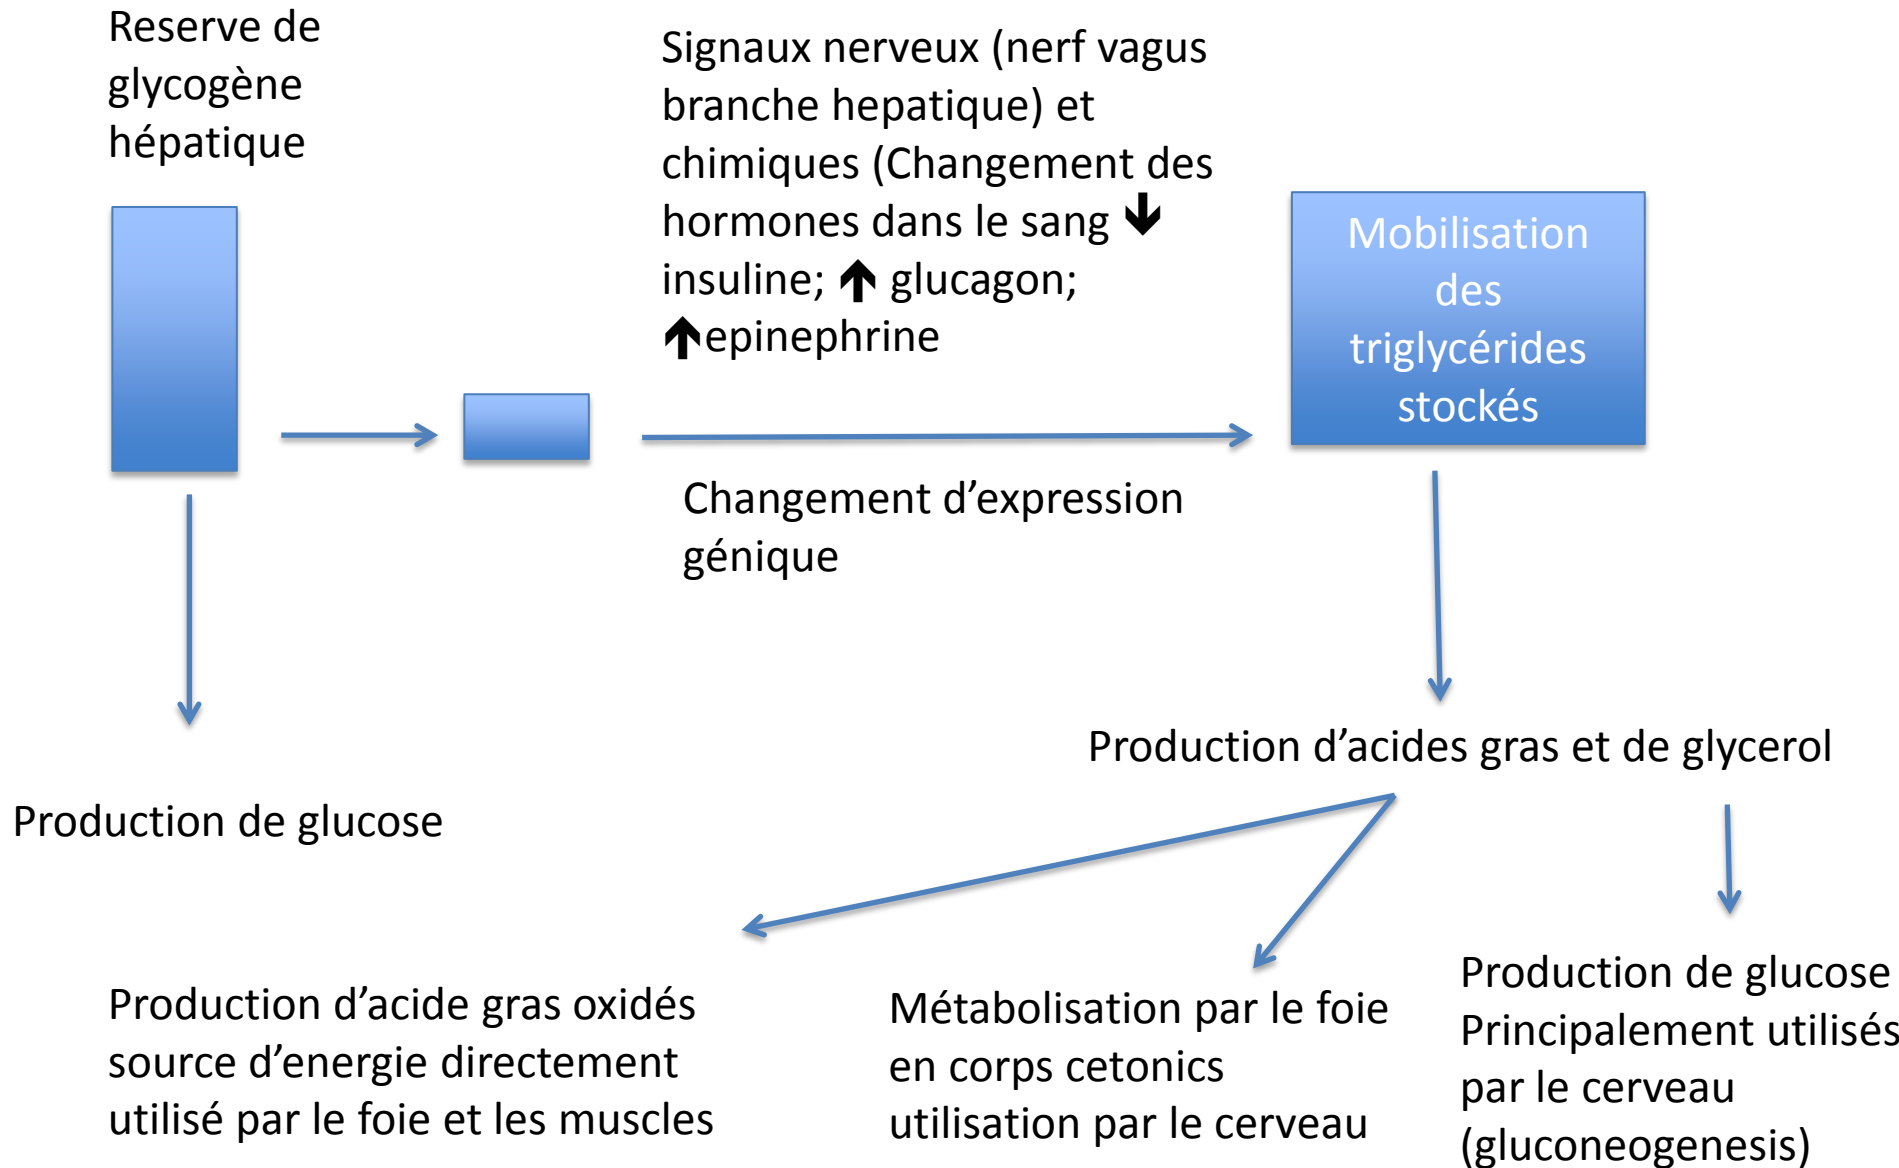 Reserve de
glycogène
hépatique
Signaux nerveux (nerf vagus
branche hepatique) et
chimiques (Changement des
hormones dans le sang 🡻
insuline; 🡹 glucagon;
🡹epinephrine
Mobilisation
des
triglycérides
stockés
Changement d’expression
génique
Production d’acides gras et de glycerol
Production de glucose
Production d’acide gras oxidés
source d’energie directement
utilisé par le foie et les muscles
Métabolisation par le foie
en corps cetonics
utilisation par le cerveau
Production de glucose
Principalement utilisés
par le cerveau
(gluconeogenesis)